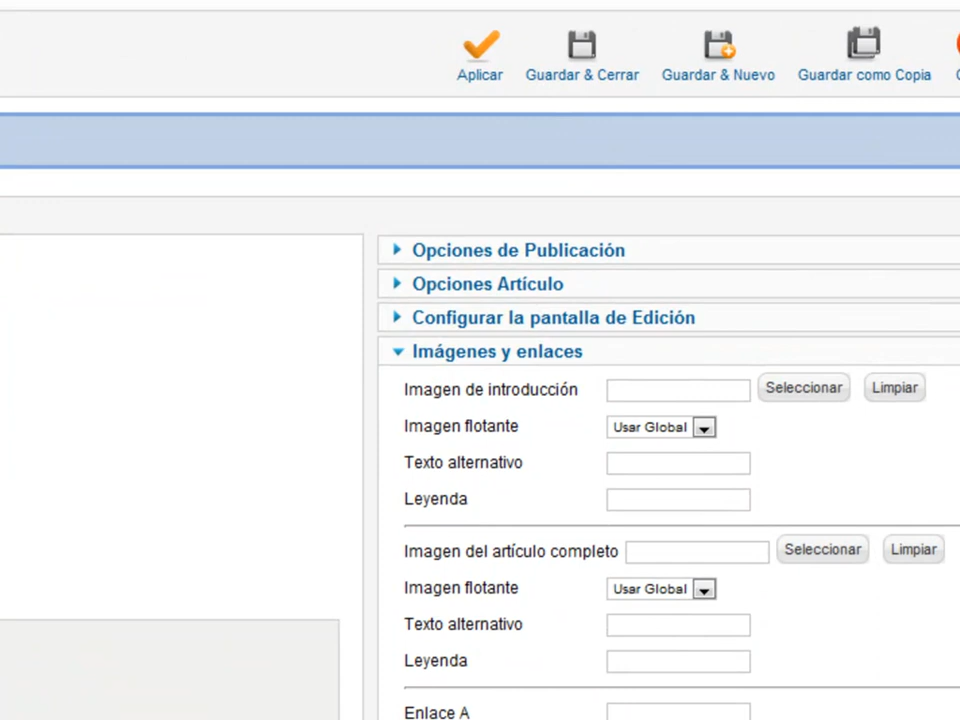 Aplicar
Guardar & Cerrar
Guardar & Nuevo
Guardar como Copia
Opciones de Publicación
Opciones Artículo
Configurar la pantalla de Edición
Imágenes y enlaces
Imagen de introducción Seleccionar Limpiar
Imagen flotante Usar Global
Texto alternativo
Leyenda
Imagen del artículo completo Seleccionar Limpiar
Imagen flotante Usar Global
Texto alternativo
Leyenda
Enlace A